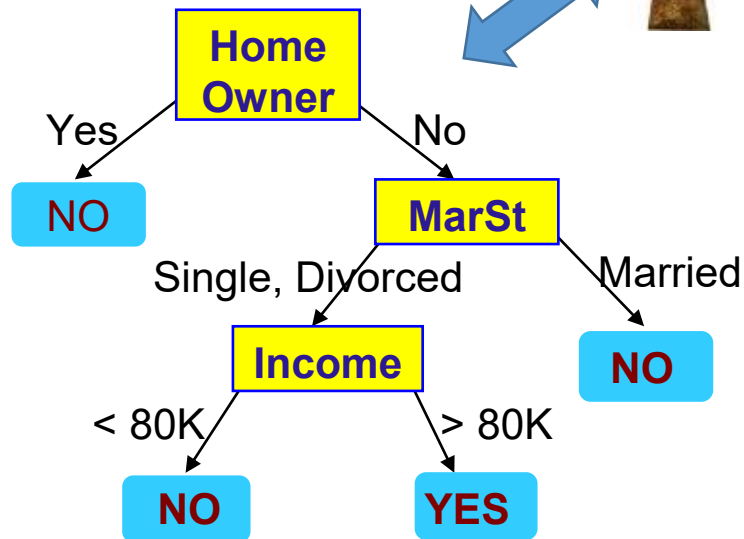 Home
Owner
Yes
No
NO
MarSt
Single, Divorced
Married
Income
NO
< 80K
> 80K
NO
YES